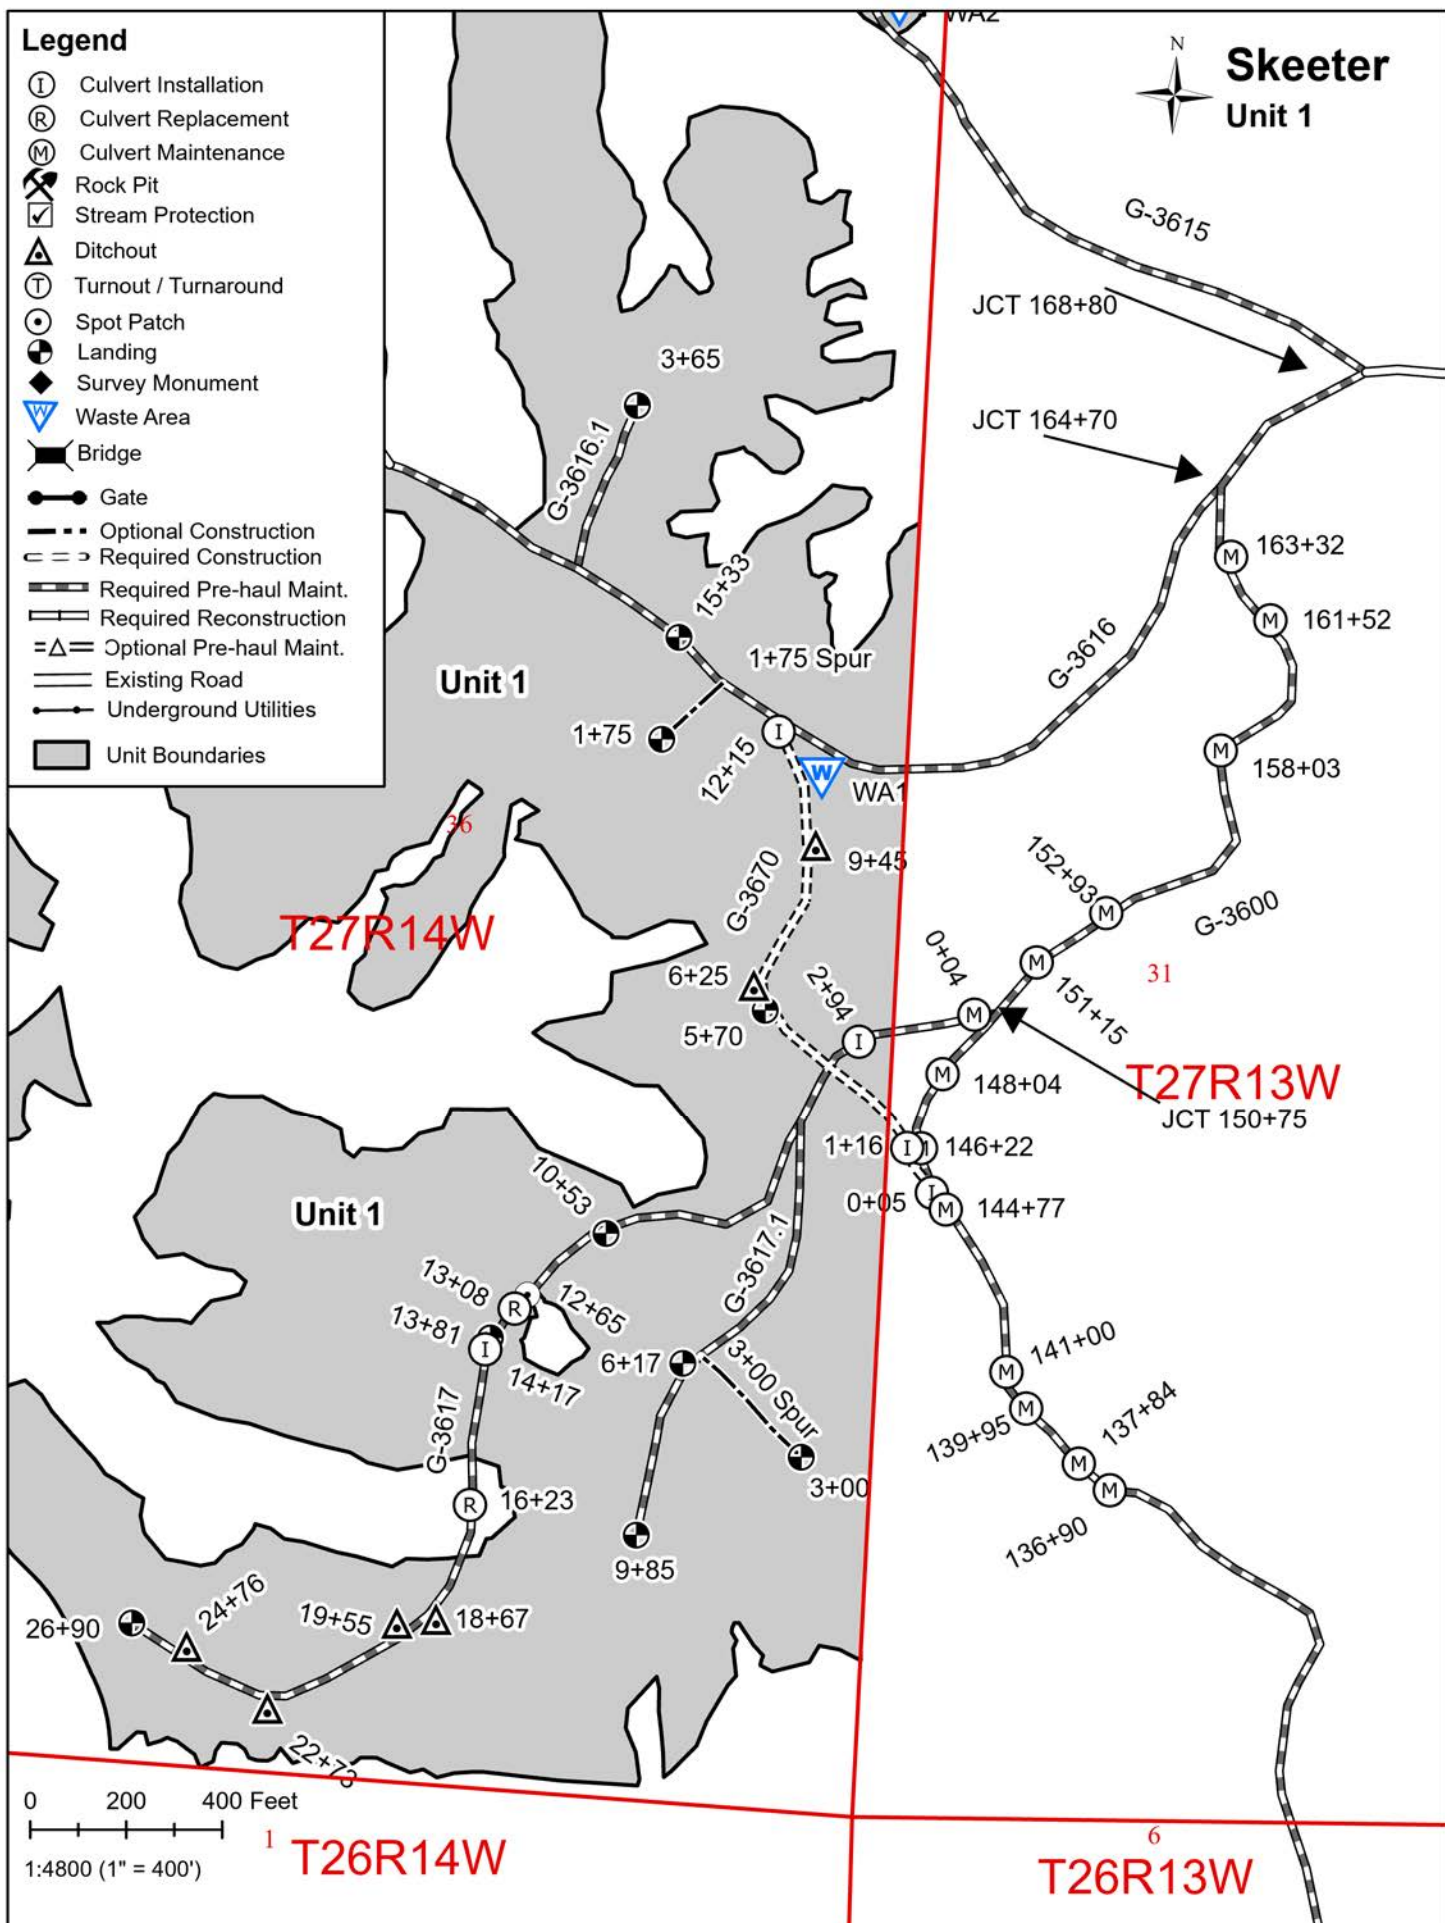 Legend
I Culvert Installation
R Culvert Replacement
M Culvert Maintenance
Rock Pit
Stream Protection
Ditchout
T Turnout / Turnaround
Spot Patch
Landing
Survey Monument
W Waste Area
Bridge
Gate
Optional Construction
Required Construction
Required Pre-haul Maint.
Required Reconstruction
Optional Pre-haul Maint.
Existing Road
Underground Utilities
Unit Boundaries
WA2
N
Skeeter
Unit 1
G-3615
JCT 168+80
3+65
JCT 164+70
G-3616.1
M 163+32
15+33
M 161+52
G-3616
1+75 Spur
Unit 1
1+75
I
12+15
M 158+03
W
WA1
36
9+45
152+93
M
G-3670
G-3600
T27R14W
0+04
M
31
6+25
2+94
151+15
M
5+70
I
M
148+04
T27R13W
JCT 150+75
1+16
I
146+22
10+53
Unit 1
0+05
I
M
144+77
G-3617.1
13+08
R
12+65
13+81
I
6+17
3+00 Spur
141+00
M
14+17
G-3617
139+95
M
137+84
M
3+00
M
R
16+23
136+90
9+85
24+76
19+55
18+67
26+90
22+73
0 200 400 Feet
1:4800 (1" = 400')
1
T26R14W
6
T26R13W